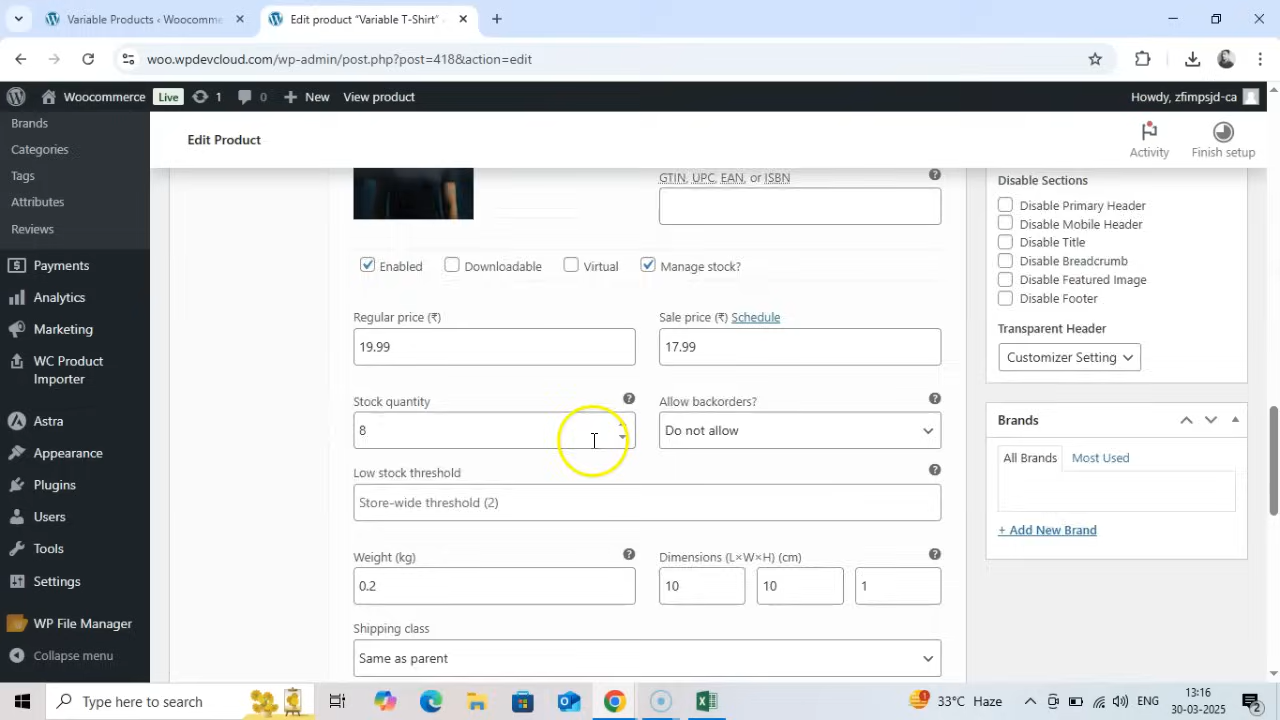 Variable Products ‹ Woocomme
Edit product “Variable T-Shirt”
woo.wpdevcloud.com/wp-admin/post.php?post=418&action=edit
Woocommerce Live 1 0 New View product Howdy, zfimpsjd-ca
Brands
Categories
Tags
Attributes
Reviews
Payments
Analytics
Marketing
WC Product
Importer
Astra
Appearance
Plugins
Users
Tools
Settings
WP File Manager
Collapse menu
Edit Product
Activity
Finish setup
GTIN, UPC, EAN, or ISBN
Enabled Downloadable Virtual Manage stock?
Regular price (₹) Sale price (₹) Schedule
19.99 17.99
Stock quantity Allow backorders?
8 Do not allow
Low stock threshold
Store-wide threshold (2)
Weight (kg) Dimensions (L×W×H) (cm)
0.2 10 10 1
Shipping class
Same as parent
Disable Sections
Disable Primary Header
Disable Mobile Header
Disable Title
Disable Breadcrumb
Disable Featured Image
Disable Footer
Transparent Header
Customizer Setting
Brands
All Brands Most Used
+ Add New Brand
Type here to search
1 33°C Haze ENG 13:16
30-03-2025 2